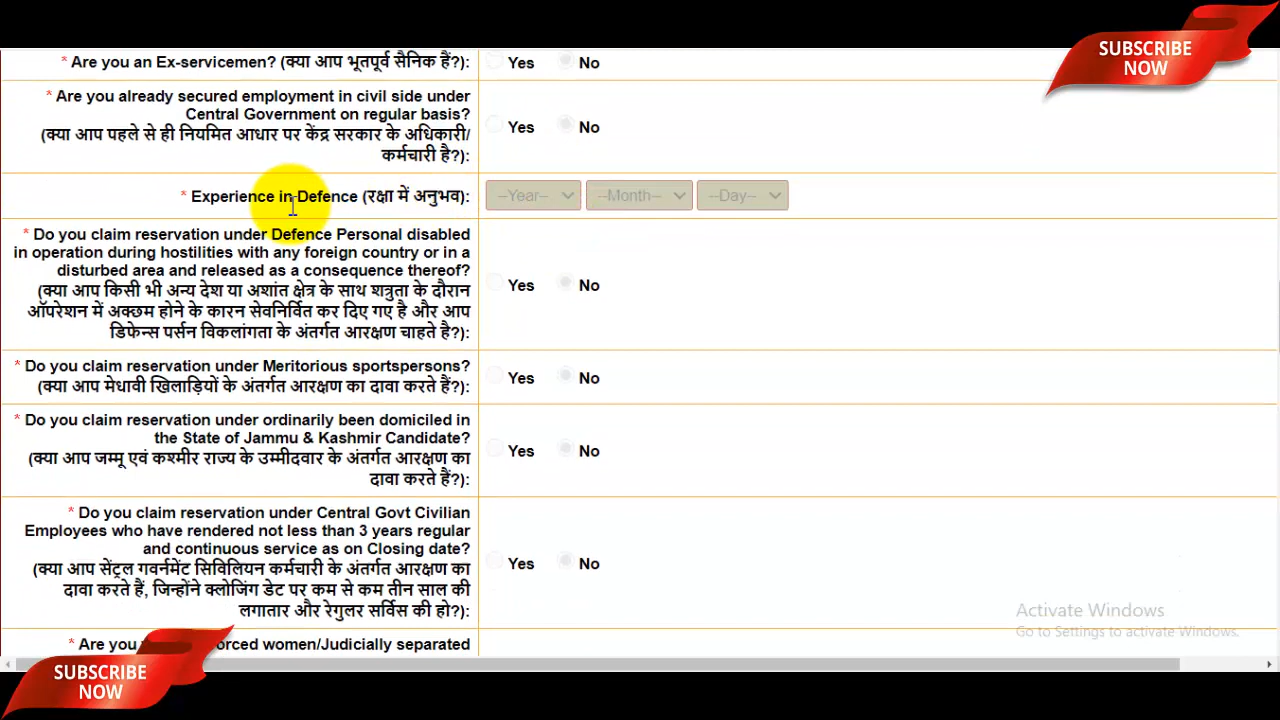 SUBSCRIBE
NOW
* Are you an Ex-servicemen? (क्या आप भूतपूर्व सैनिक हैं?):
Yes No
* Are you already secured employment in civil side under
Central Government on regular basis?
(क्या आप पहले से ही नियमित आधार पर केंद्र सरकार के अधिकारी/
कर्मचारी है?):
Yes No
* Experience in Defence (रक्षा में अनुभव):
--Year-- --Month-- --Day--
* Do you claim reservation under Defence Personal disabled
in operation during hostilities with any foreign country or in a
disturbed area and released as a consequence thereof?
(क्या आप किसी भी अन्य देश या अशांत क्षेत्र के साथ शत्रुता के दौरान
ऑपरेशन में अक्छम होने के कारन सेवनिर्वित कर दिए गए है और आप
डिफेन्स पर्सन विकलांगता के अंतर्गत आरक्षण चाहते है?):
Yes No
* Do you claim reservation under Meritorious sportspersons?
(क्या आप मेधावी खिलाड़ियों के अंतर्गत आरक्षण का दावा करते हैं?):
Yes No
* Do you claim reservation under ordinarily been domiciled in
the State of Jammu & Kashmir Candidate?
(क्या आप जम्मू एवं कश्मीर राज्य के उम्मीदवार के अंतर्गत आरक्षण का
दावा करते हैं?):
Yes No
* Do you claim reservation under Central Govt Civilian
Employees who have rendered not less than 3 years regular
and continuous service as on Closing date?
(क्या आप सेंट्रल गवर्नमेंट सिविलियन कर्मचारी के अंतर्गत आरक्षण का
दावा करते हैं, जिन्होंने क्लोजिंग डेट पर कम से कम तीन साल की
लगातार और रेगुलर सर्विस की हो?):
Yes No
Activate Windows
Go to Settings to activate Windows.
* Are you women/Judicially separated
SUBSCRIBE
NOW